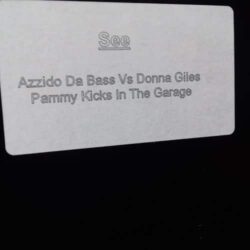 See
Azzido Da Bass Vs Donna Giles
Pammy Kicks In The Garage